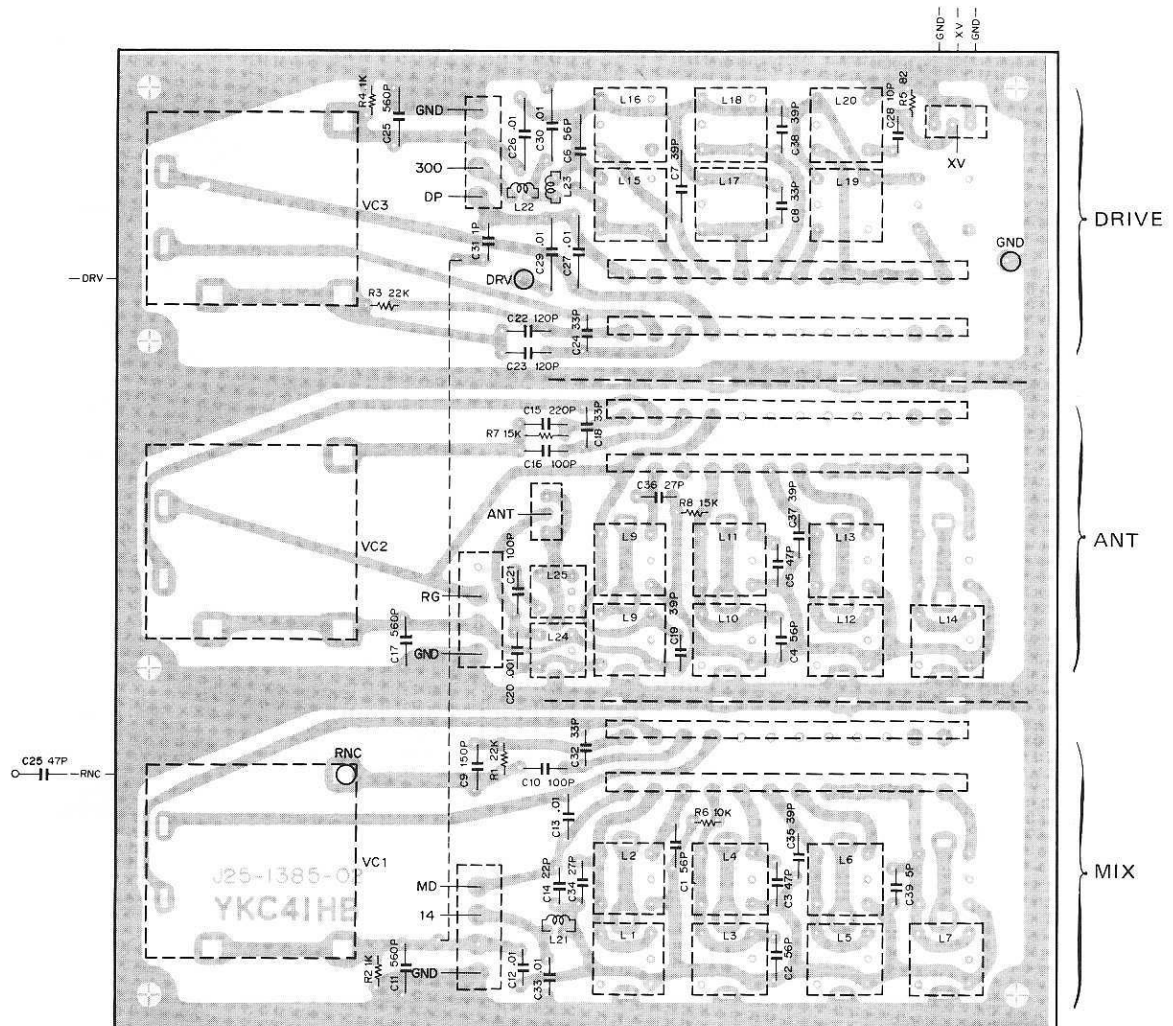 GND
XV
GND
R4 1K
C25 560P
GND
C26 .01
C30 .01
C6 56P
L16
C7 39P
L18
C38 39P
L20
C28 10P
R5 82
XV
300
DP
L22
L23
L15
L17
C8 33P
L19
VC3
C31 1P
C29 .01
C27 .01
GND
DRV
DRV
R3 22K
C22 120P
C24 33P
C23 120P
DRIVE
C15 220P
R7 15K
C18 33P
C16 100P
C36 27P
R8 15K
ANT
C37 39P
VC2
C21 100P
L9
L11
C5 47P
L13
ANT
L25
RG
C17 560P
GND
C20 .001
L24
L9
C19 39P
L10
C4 56P
L12
L14
RNC
C9 150P
R1 22K
C32 33P
C10 100P
C25 47P
RNC
C13 .01
R6 10K
C35 39P
VC1
J25-1385-02
YKC41HE
MD
14
C14 22P
C34 27P
L2
C1 56P
L4
C3 47P
L6
C39 5P
MIX
L21
L1
L3
C2 56P
L5
L7
R2 1K
C11 560P
GND
C12 .01
C33 .01